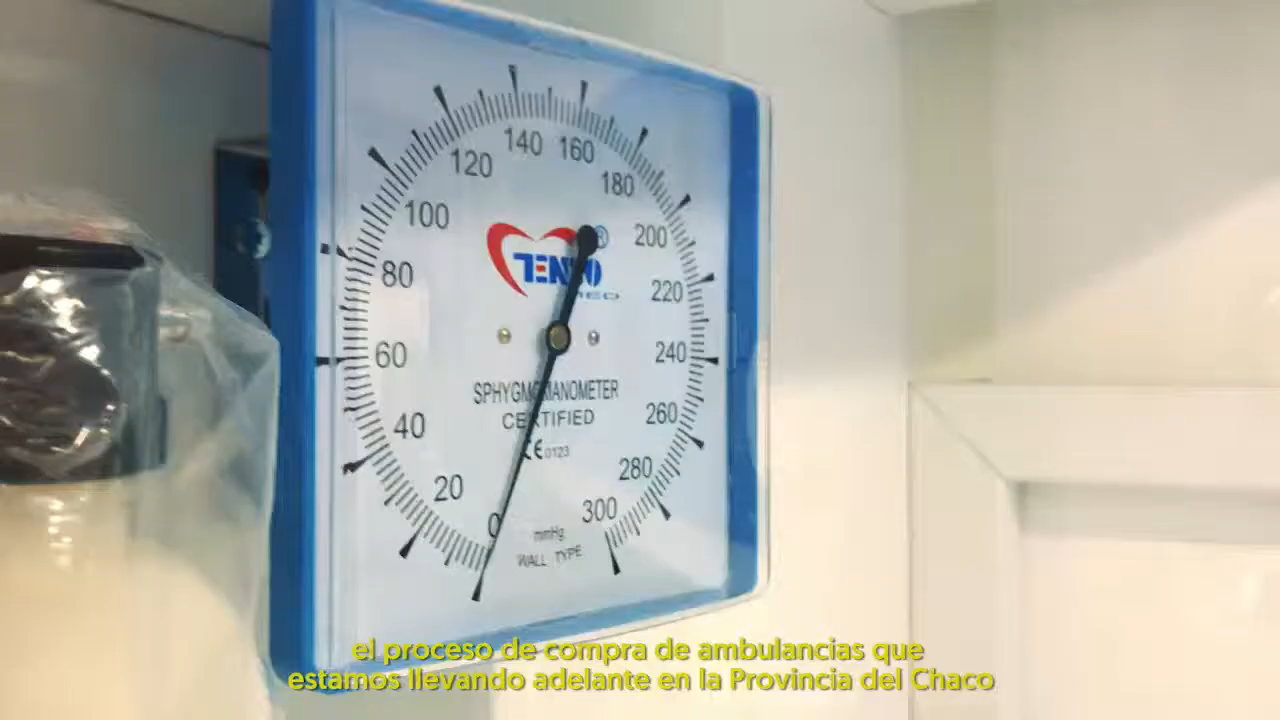 140
160
120
180
100
200
80
220
60
240
40
260
20
280
0
300
®
SPHYGMOMANOMETER
CERTIFIED
CE 0123
mmHg
WALL TYPE
el proceso de compra de ambulancias que
estamos llevando adelante en la Provincia del Chaco